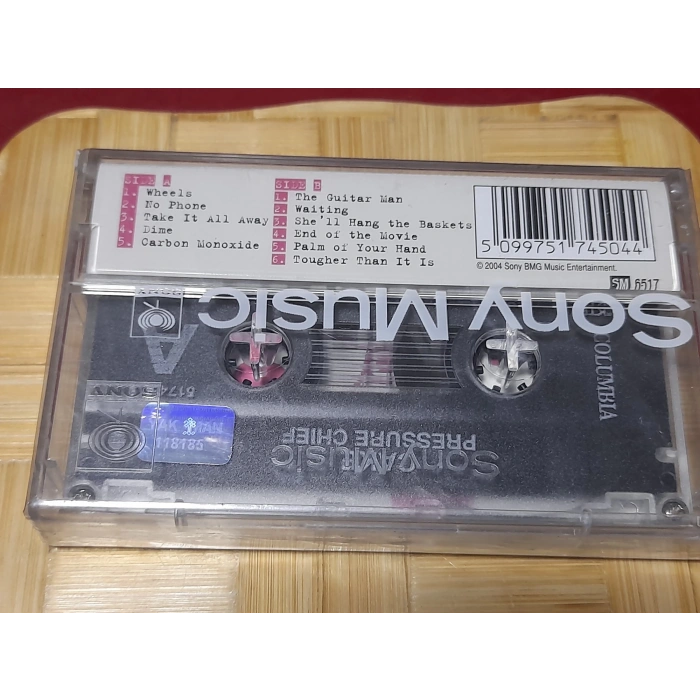 SIDE A
1. Wheels
2. No Phone
3. Take It All Away
4. Dime
5. Carbon Monoxide
SIDE B
1. The Guitar Man
2. Waiting
3. She'll Hang the Baskets
4. End of the Movie
5. Palm of Your Hand
6. Tougher Than It Is
5 099751 745044
© 2004 Sony BMG Music Entertainment.
SM 6517
Sony Music
COLUMBIA
A
SONY
118185
PRESSURE CHIEF
Sony Music